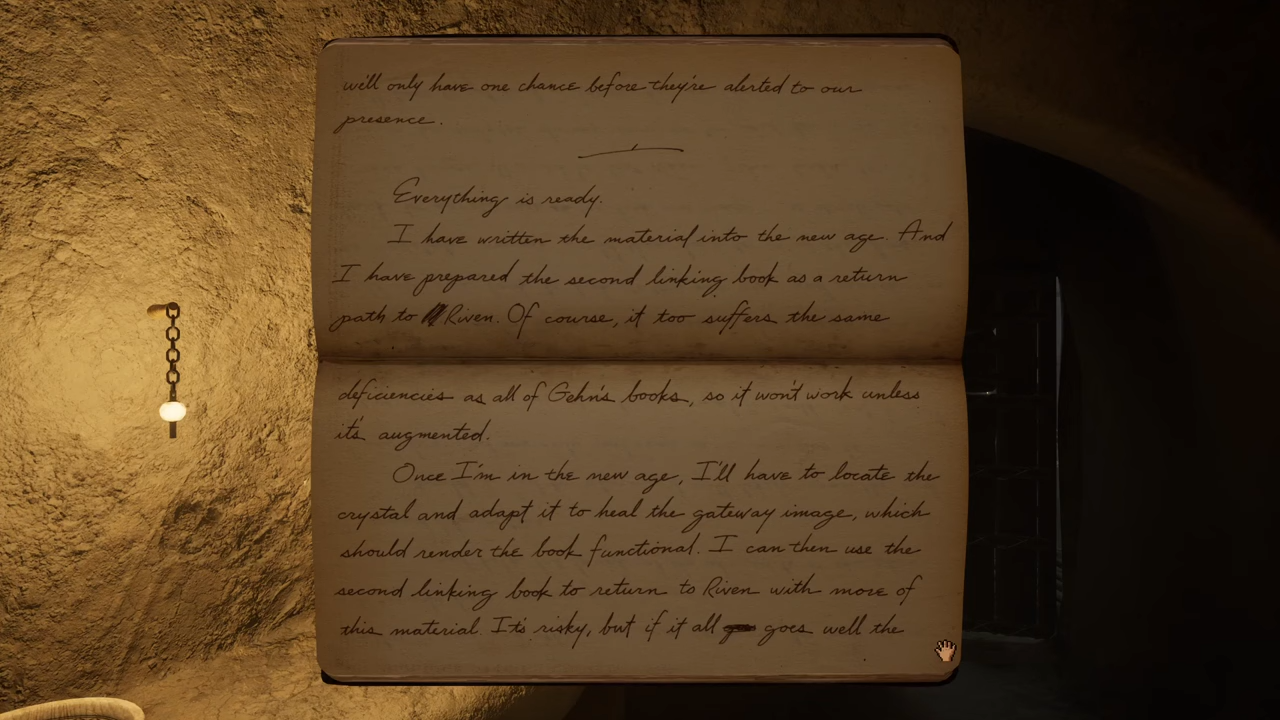 we'll only have one chance before they're alerted to our
presence.
Everything is ready.
I have written the material into the new age. And
I have prepared the second linking book as a return
path to Riven. Of course, it too suffers the same
deficiencies as all of Gehn's books, so it won't work unless
it's augmented.
Once I'm in the new age, I'll have to locate the
crystal and adapt it to heal the gateway image, which
should render the book functional. I can then use the
second linking book to return to Riven with more of
this material. It's risky, but if it all goes well the